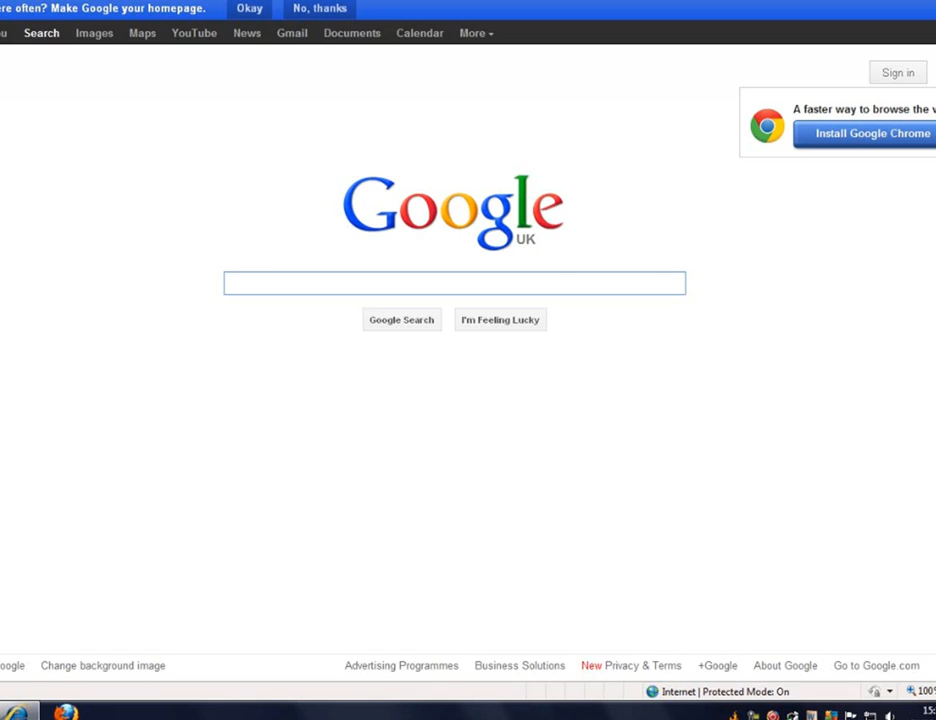 re often? Make Google your homepage. Okay No, thanks
u Search Images Maps YouTube News Gmail Documents Calendar More
Sign in
A faster way to browse the
Install Google Chrome
Google
UK
Google Search I'm Feeling Lucky
oogle Change background image Advertising Programmes Business Solutions New Privacy & Terms +Google About Google Go to Google.com
Internet | Protected Mode: On 100%
15: